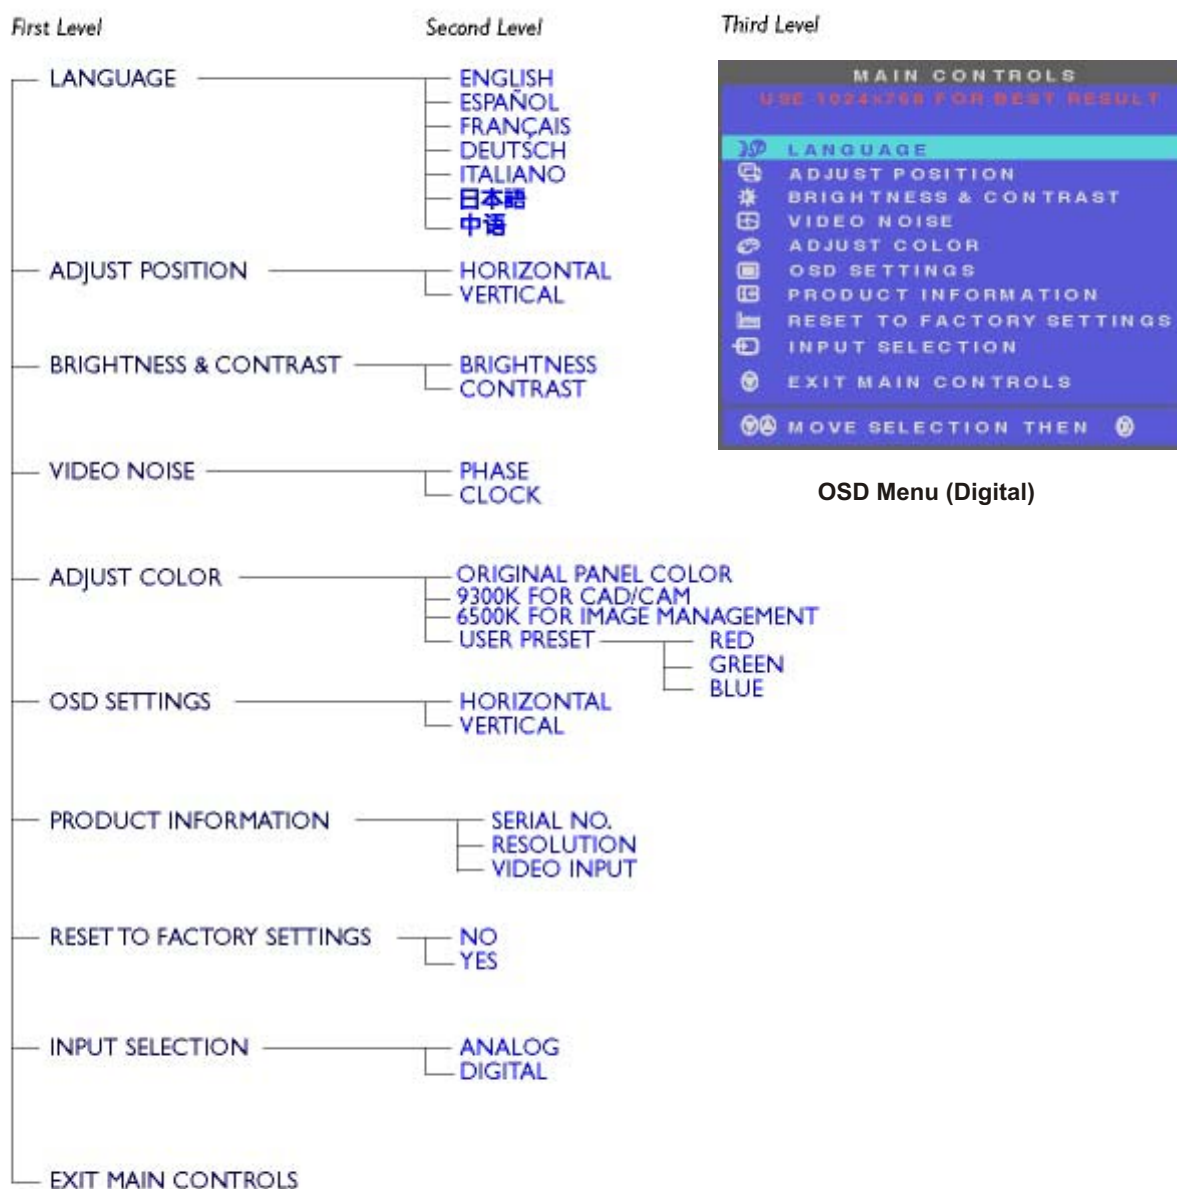 First Level
Second Level
Third Level
LANGUAGE
ENGLISH
ESPAÑOL
FRANÇAIS
DEUTSCH
ITALIANO
日本語
中语
ADJUST POSITION
HORIZONTAL
VERTICAL
BRIGHTNESS & CONTRAST
BRIGHTNESS
CONTRAST
VIDEO NOISE
PHASE
CLOCK
ADJUST COLOR
ORIGINAL PANEL COLOR
9300K FOR CAD/CAM
6500K FOR IMAGE MANAGEMENT
USER PRESET
RED
GREEN
BLUE
OSD SETTINGS
HORIZONTAL
VERTICAL
PRODUCT INFORMATION
SERIAL NO.
RESOLUTION
VIDEO INPUT
RESET TO FACTORY SETTINGS
NO
YES
INPUT SELECTION
ANALOG
DIGITAL
EXIT MAIN CONTROLS
MAIN CONTROLS
USE 1024x768 FOR BEST RESULT
LANGUAGE
ADJUST POSITION
BRIGHTNESS & CONTRAST
VIDEO NOISE
ADJUST COLOR
OSD SETTINGS
PRODUCT INFORMATION
RESET TO FACTORY SETTINGS
INPUT SELECTION
EXIT MAIN CONTROLS
MOVE SELECTION THEN
OSD Menu (Digital)